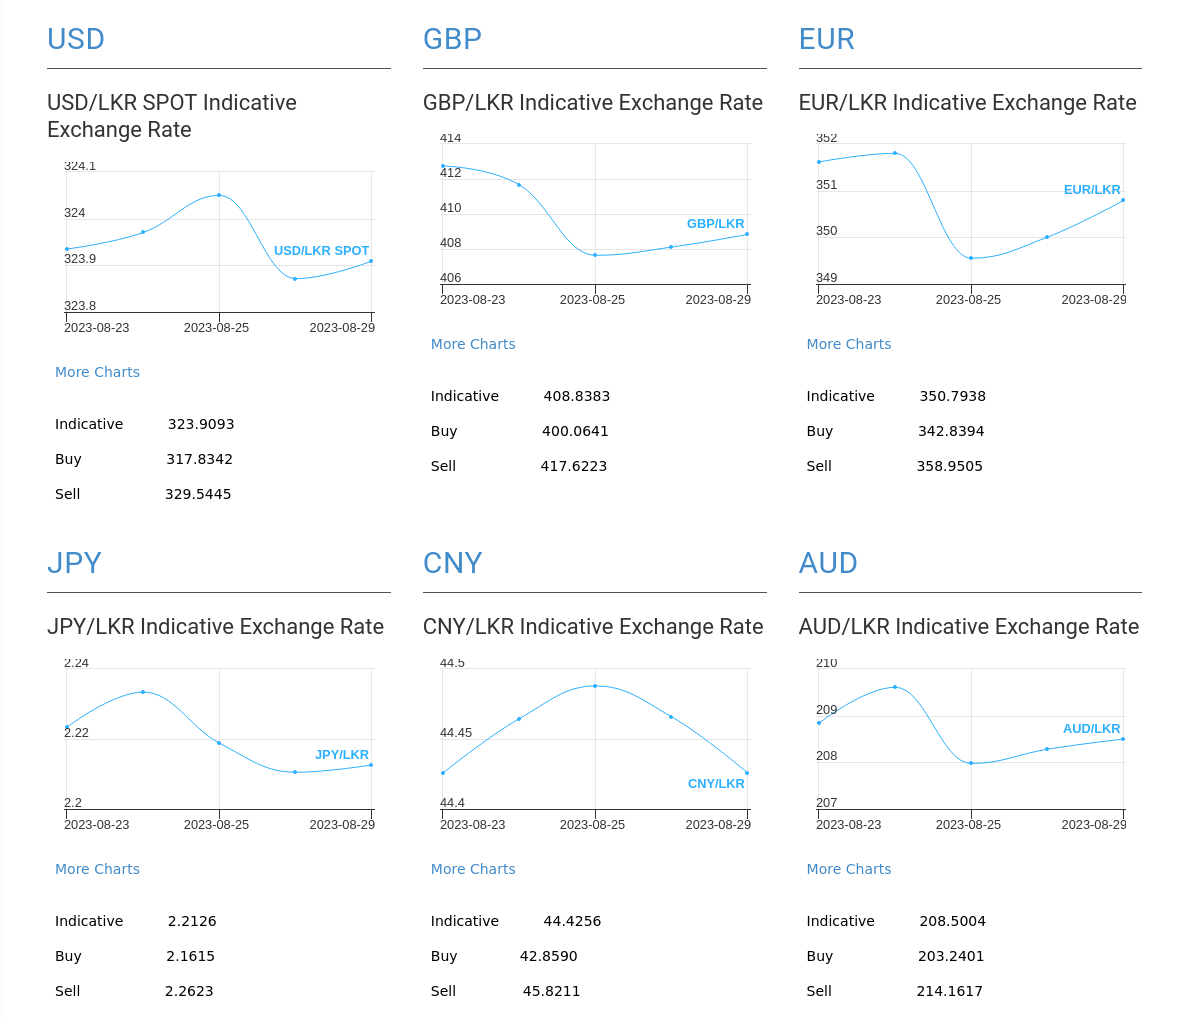 USD
USD/LKR SPOT Indicative
Exchange Rate
324.1
324
323.9
323.8
USD/LKR SPOT
2023-08-23 2023-08-25 2023-08-29
More Charts
Indicative 323.9093
Buy 317.8342
Sell 329.5445
GBP
GBP/LKR Indicative Exchange Rate
414
412
410
408
406
GBP/LKR
2023-08-23 2023-08-25 2023-08-29
More Charts
Indicative 408.8383
Buy 400.0641
Sell 417.6223
EUR
EUR/LKR Indicative Exchange Rate
352
351
350
349
EUR/LKR
2023-08-23 2023-08-25 2023-08-29
More Charts
Indicative 350.7938
Buy 342.8394
Sell 358.9505
JPY
JPY/LKR Indicative Exchange Rate
2.24
2.22
2.2
JPY/LKR
2023-08-23 2023-08-25 2023-08-29
More Charts
Indicative 2.2126
Buy 2.1615
Sell 2.2623
CNY
CNY/LKR Indicative Exchange Rate
44.5
44.45
44.4
CNY/LKR
2023-08-23 2023-08-25 2023-08-29
More Charts
Indicative 44.4256
Buy 42.8590
Sell 45.8211
AUD
AUD/LKR Indicative Exchange Rate
210
209
208
207
AUD/LKR
2023-08-23 2023-08-25 2023-08-29
More Charts
Indicative 208.5004
Buy 203.2401
Sell 214.1617